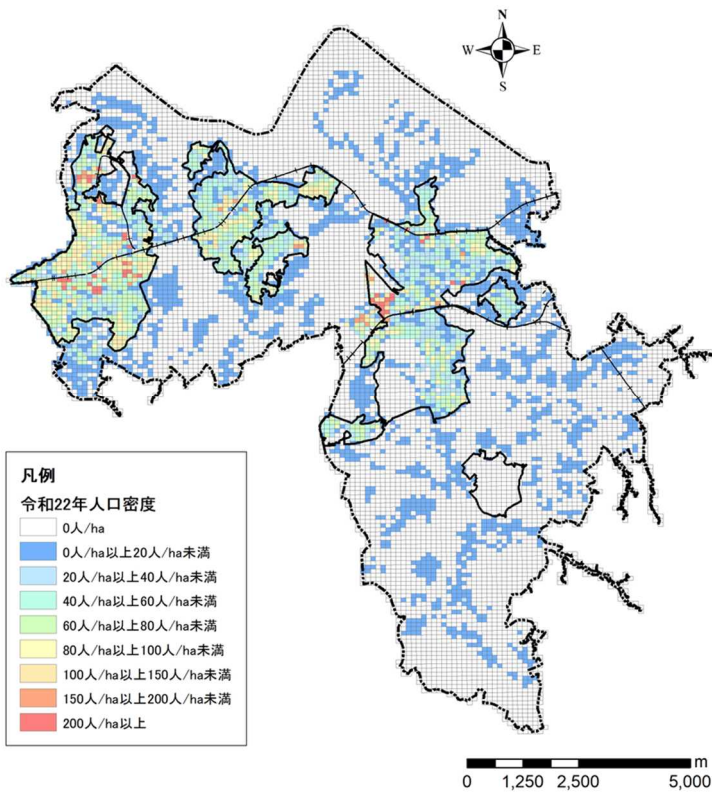 N
W E
S
凡例
令和22年人口密度
0人/ha
0人/ha以上20人/ha未満
20人/ha以上40人/ha未満
40人/ha以上60人/ha未満
60人/ha以上80人/ha未満
80人/ha以上100人/ha未満
100人/ha以上150人/ha未満
150人/ha以上200人/ha未満
200人/ha以上
m
0 1,250 2,500 5,000